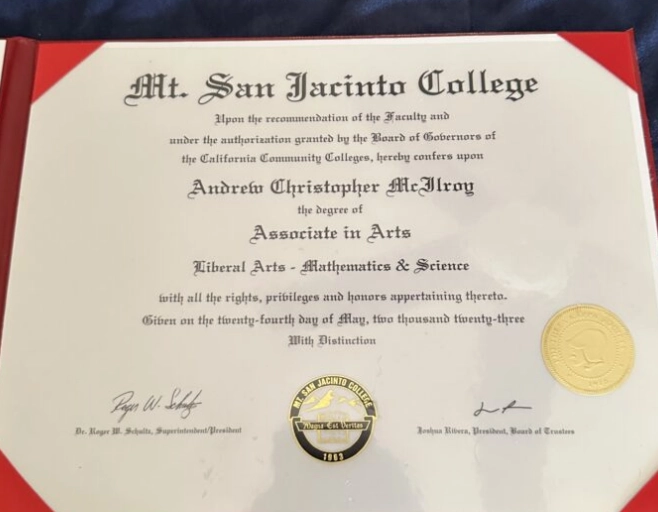 Mt. San Jacinto College
Upon the recommendation of the Faculty and
under the authorization granted by the Board of Governors of
the California Community Colleges, hereby confers upon
Andrew Christopher McIlroy
the degree of
Associate in Arts
Liberal Arts - Mathematics & Science
with all the rights, privileges and honors appertaining thereto.
Given on the twenty-fourth day of May, two thousand twenty-three
With Distinction
Roger W. Schultz
Dr. Roger W. Schultz, Superintendent/President
MT. SAN JACINTO COLLEGE
Magna Est Veritas
1963
Joshua Rivera, President, Board of Trustees